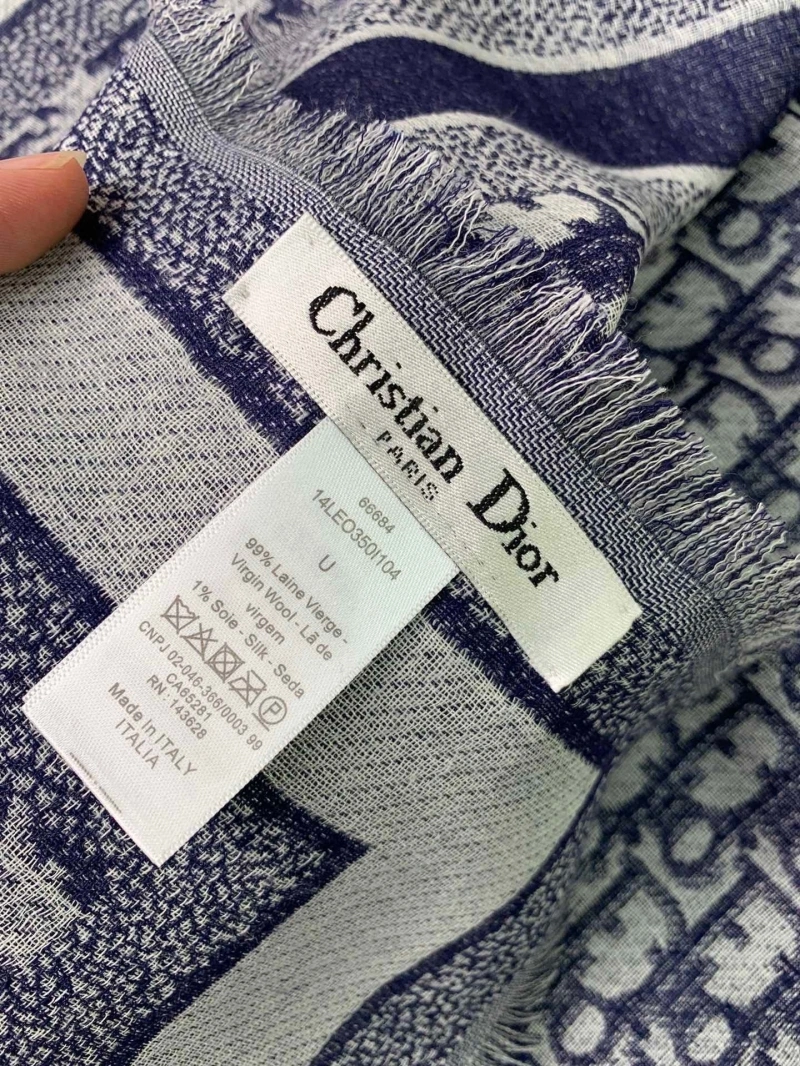 Christian Dior
- PARIS -
66684
14LEO350I104
U
99% Laine Vierge -
Virgin Wool - Lã de
virgem
1% Soie - Silk - Seda
P
CNPJ 02-046-366/0003 99
CA65281
RN : 143628
Made In ITALY
ITALIA